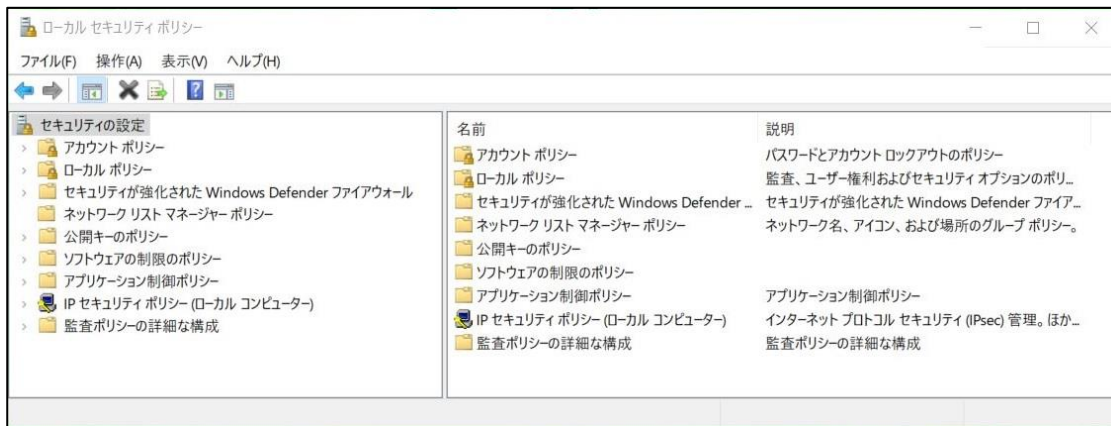 ローカル セキュリティ ポリシー
ファイル(F) 操作(A) 表示(V) ヘルプ(H)
セキュリティの設定
アカウント ポリシー
ローカル ポリシー
セキュリティが強化された Windows Defender ファイアウォール
ネットワーク リスト マネージャー ポリシー
公開キーのポリシー
ソフトウェアの制限のポリシー
アプリケーション制御ポリシー
IP セキュリティ ポリシー (ローカル コンピューター)
監査ポリシーの詳細な構成
名前 説明
アカウント ポリシー パスワードとアカウント ロックアウトのポリシー
ローカル ポリシー 監査、ユーザー権利およびセキュリティ オプションのポリ...
セキュリティが強化された Windows Defender ... セキュリティが強化された Windows Defender ファイア...
ネットワーク リスト マネージャー ポリシー ネットワーク名、アイコン、および場所のグループ ポリシー。
公開キーのポリシー
ソフトウェアの制限のポリシー
アプリケーション制御ポリシー アプリケーション制御ポリシー
IP セキュリティ ポリシー (ローカル コンピューター) インターネット プロトコル セキュリティ (IPsec) 管理。ほか...
監査ポリシーの詳細な構成 監査ポリシーの詳細な構成